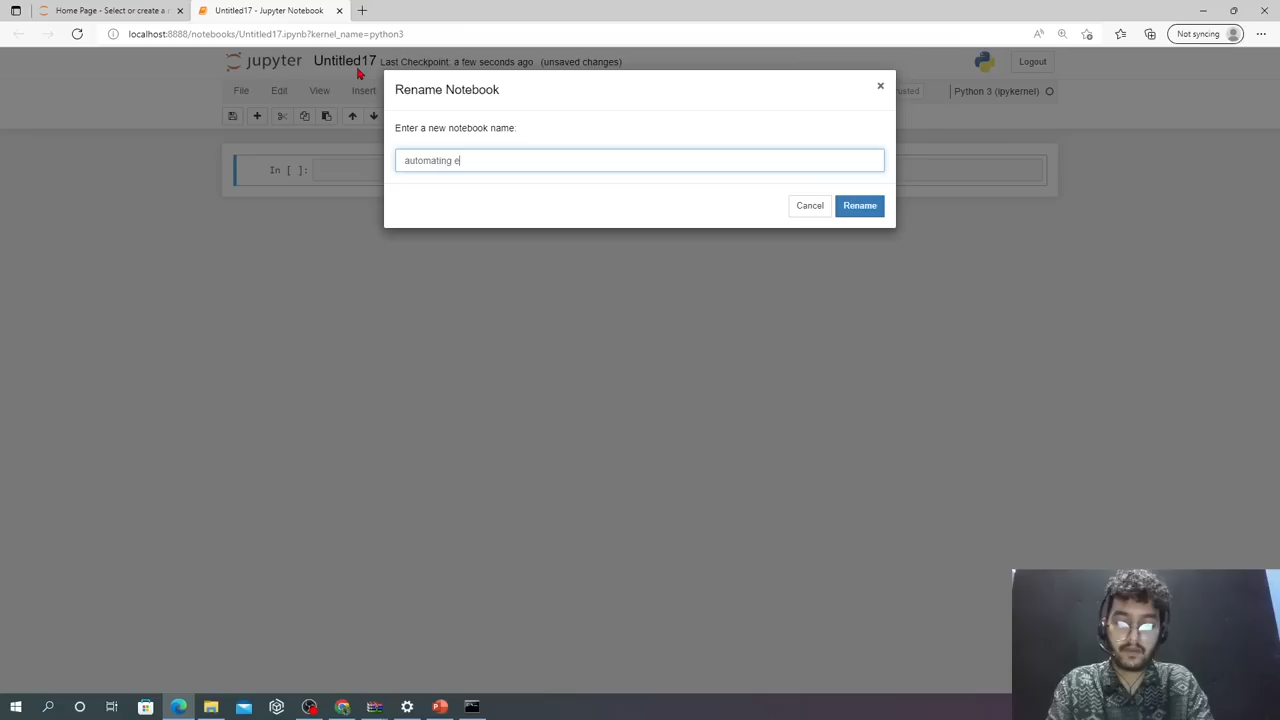 Home Page - Select or create a n
Untitled17 - Jupyter Notebook
localhost:8888/notebooks/Untitled17.ipynb?kernel_name=python3
Not syncing
jupyter Untitled17 Last Checkpoint: a few seconds ago (unsaved changes)
Logout
File Edit View Insert
rusted
Python 3 (ipykernel)
Rename Notebook
Enter a new notebook name:
automating e
In [ ]:
Cancel Rename